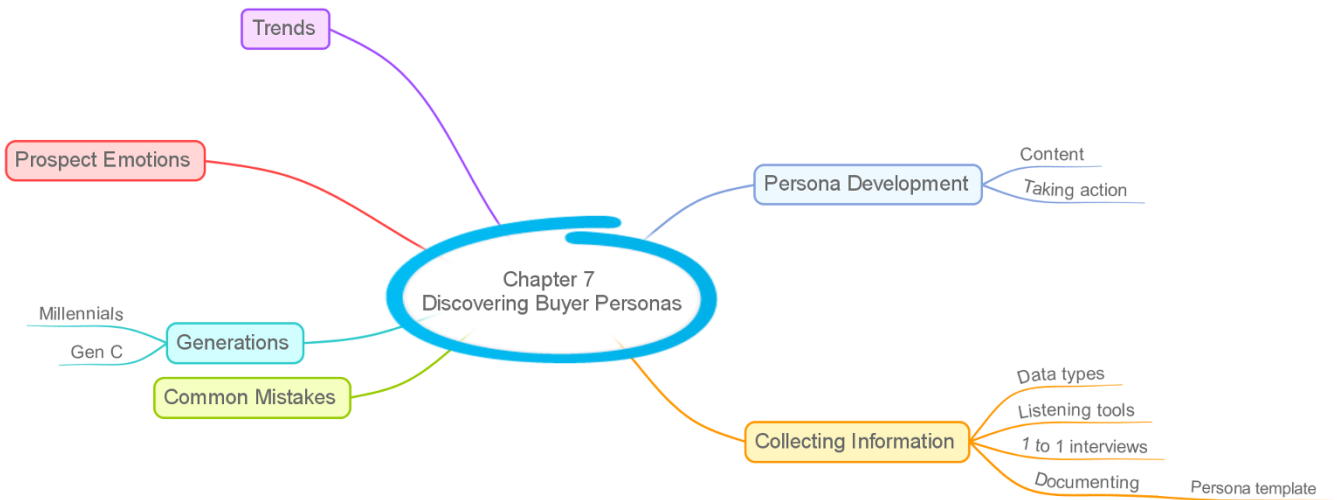 Trends
Prospect Emotions
Content
Persona Development
Taking action
Chapter 7
Discovering Buyer Personas
Millennials
Generations
Gen C
Common Mistakes
Data types
Listening tools
Collecting Information
1 to 1 interviews
Documenting
Persona template